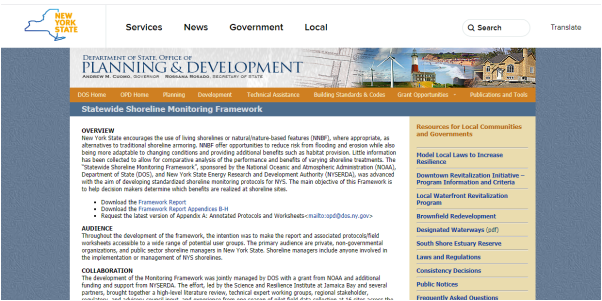 NEW
YORK
STATE
Services News Government Local
Search
Translate
DEPARTMENT OF STATE, OFFICE OF
PLANNING & DEVELOPMENT
ANDREW M. CUOMO, GOVERNOR ROSSANA ROSADO, SECRETARY OF STATE
DOS Home OPD Home Planning Development Technical Assistance Building Standards & Codes Grant Opportunities Publications and Tools
Statewide Shoreline Monitoring Framework
OVERVIEW
New York State encourages the use of living shorelines or natural/nature-based features (NNBF), where appropriate, as
alternatives to traditional shoreline armoring. NNBF offer opportunities to reduce risk from flooding and erosion while also
being more adaptable to changing conditions and providing additional benefits such as habitat provision. Little information
has been collected to allow for comparative analysis of the performance and benefits of varying shoreline treatments. The
"Statewide Shoreline Monitoring Framework", sponsored by the National Oceanic and Atmospheric Administration (NOAA),
Department of State (DOS), and New York State Energy Research and Development Authority (NYSERDA), was advanced
with the aim of developing standardized shoreline monitoring protocols for NYS. The main objective of this Framework is
to help decision makers determine which benefits are realized at shoreline sites.
• Download the Framework Report
• Download the Framework Report Appendices B-H
• Request the latest version of Appendix A: Annotated Protocols and Worksheets<mailto:opd@dos.ny.gov>
AUDIENCE
Throughout the development of the framework, the intention was to make the report and associated protocols/field
worksheets accessible to a wide range of potential user groups. The primary audience are private, non-governmental
organizations, and public sector shoreline managers in New York State. Shoreline managers include anyone involved in
the implementation or management of NYS shorelines.
COLLABORATION
The development of the Monitoring Framework was jointly managed by DOS with a grant from NOAA and additional
funding and support from NYSERDA. The effort, led by the Science and Resilience Institute at Jamaica Bay and several
partners, brought together a high-level literature review, technical expert working groups, regional stakeholder,
Resources for Local Communities
and Governments
Model Local Laws to Increase
Resilience
Downtown Revitalization Initiative –
Program Information and Criteria
Local Waterfront Revitalization
Program
Brownfield Redevelopment
Designated Waterways (pdf)
South Shore Estuary Reserve
Laws and Regulations
Consistency Decisions
Public Notices
Frequently Asked Questions